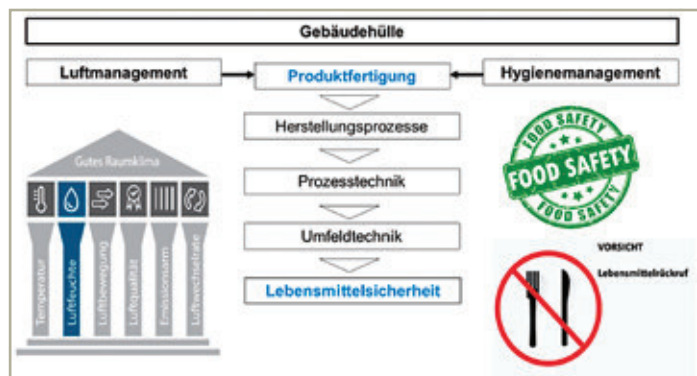 Gebäudehülle
Luftmanagement
Produktfertigung
Hygienemanagement
Herstellungsprozesse
Prozesstechnik
Umfeldtechnik
Lebensmittelsicherheit
Gutes Raumklima
Temperatur
Luftfeuchte
Luftbewegung
Luftqualität
Emissionsarm
Luftwechselrate
FOOD SAFETY
FOOD SAFETY
FOOD SAFETY
VORSICHT
Lebensmittelrückruf